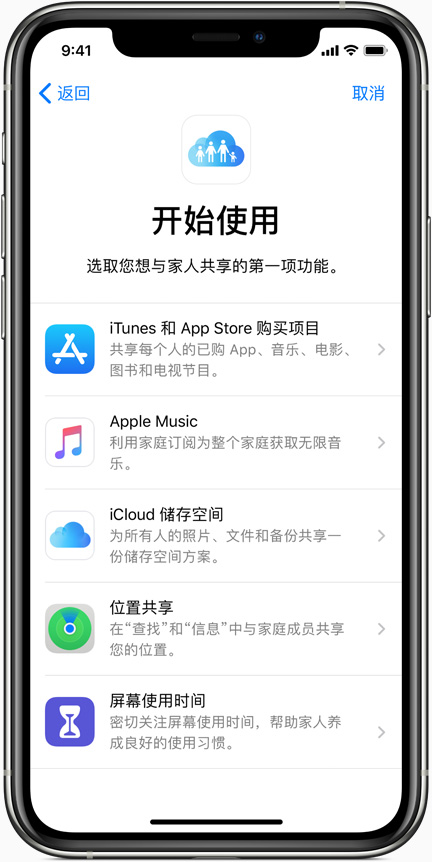 9:41
返回
取消
开始使用
选取您想与家人共享的第一项功能。
iTunes 和 App Store 购买项目
共享每个人的已购 App、音乐、电影、
图书和电视节目。
Apple Music
利用家庭订阅为整个家庭获取无限音
乐。
iCloud 储存空间
为所有人的照片、文件和备份共享一
份储存空间方案。
位置共享
在“查找”和“信息”中与家庭成员共享
您的位置。
屏幕使用时间
密切关注屏幕使用时间，帮助家人养
成良好的使用习惯。